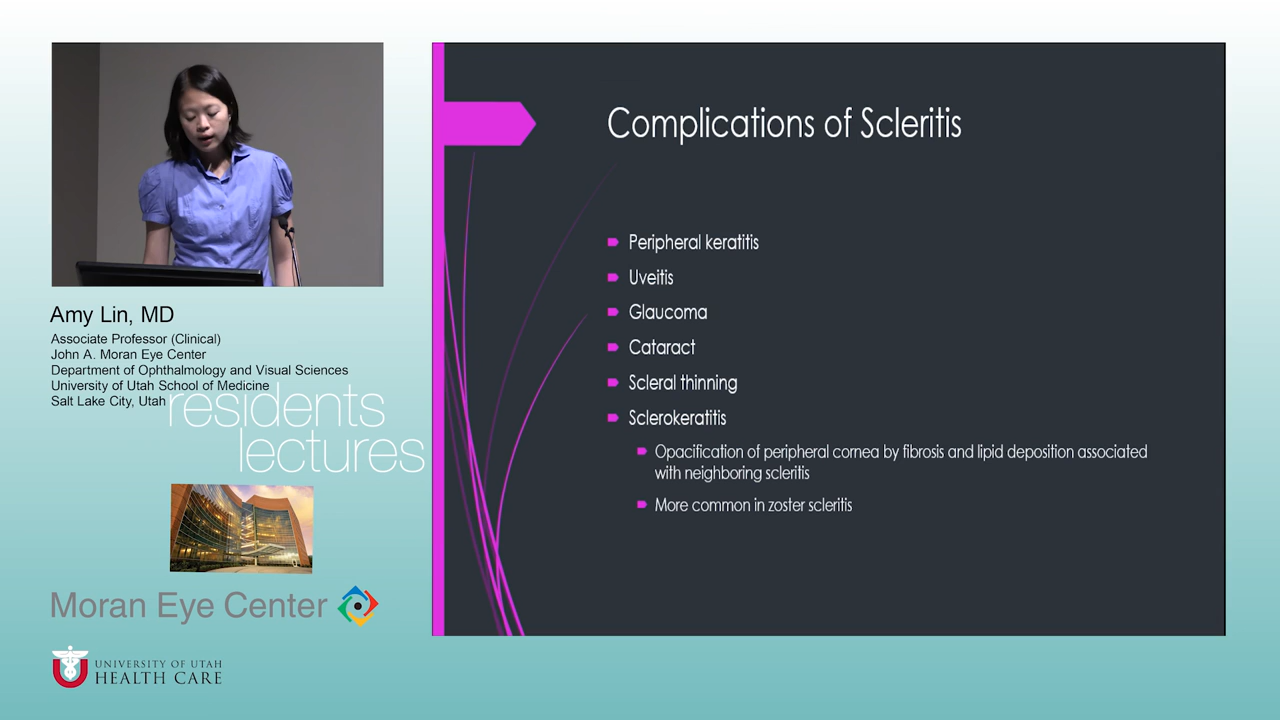 Amy Lin, MD
Associate Professor (Clinical)
John A. Moran Eye Center
Department of Ophthalmology and Visual Sciences
University of Utah School of Medicine
Salt Lake City, Utah
residents
lectures
Moran Eye Center
UNIVERSITY OF UTAH
HEALTH CARE
Complications of Scleritis
Peripheral keratitis
Uveitis
Glaucoma
Cataract
Scleral thinning
Sclerokeratitis
Opacification of peripheral cornea by fibrosis and lipid deposition associated
with neighboring scleritis
More common in zoster scleritis